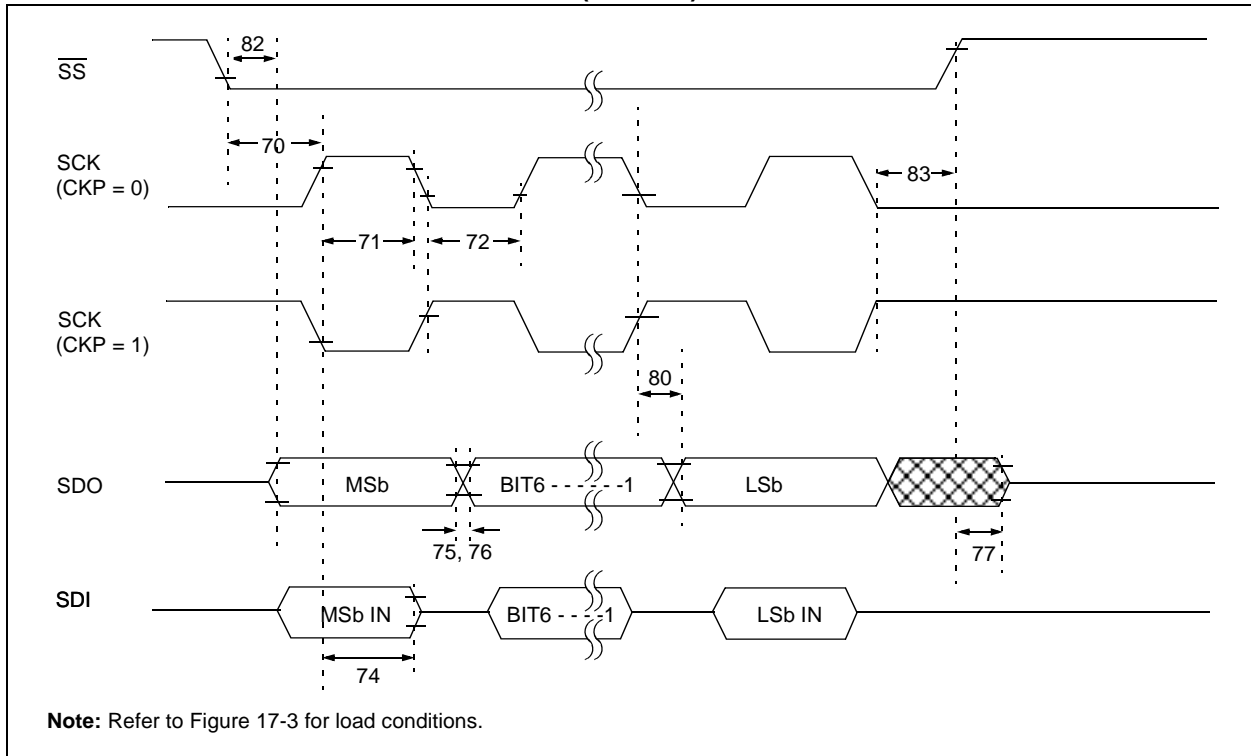 82
SS
70
SCK
(CKP = 0)
83
71
72
SCK
(CKP = 1)
80
SDO
MSb
BIT6 - - - - - -1
LSb
75, 76
77
SDI
MSb IN
BIT6 - - - -1
LSb IN
74
Note: Refer to Figure 17-3 for load conditions.